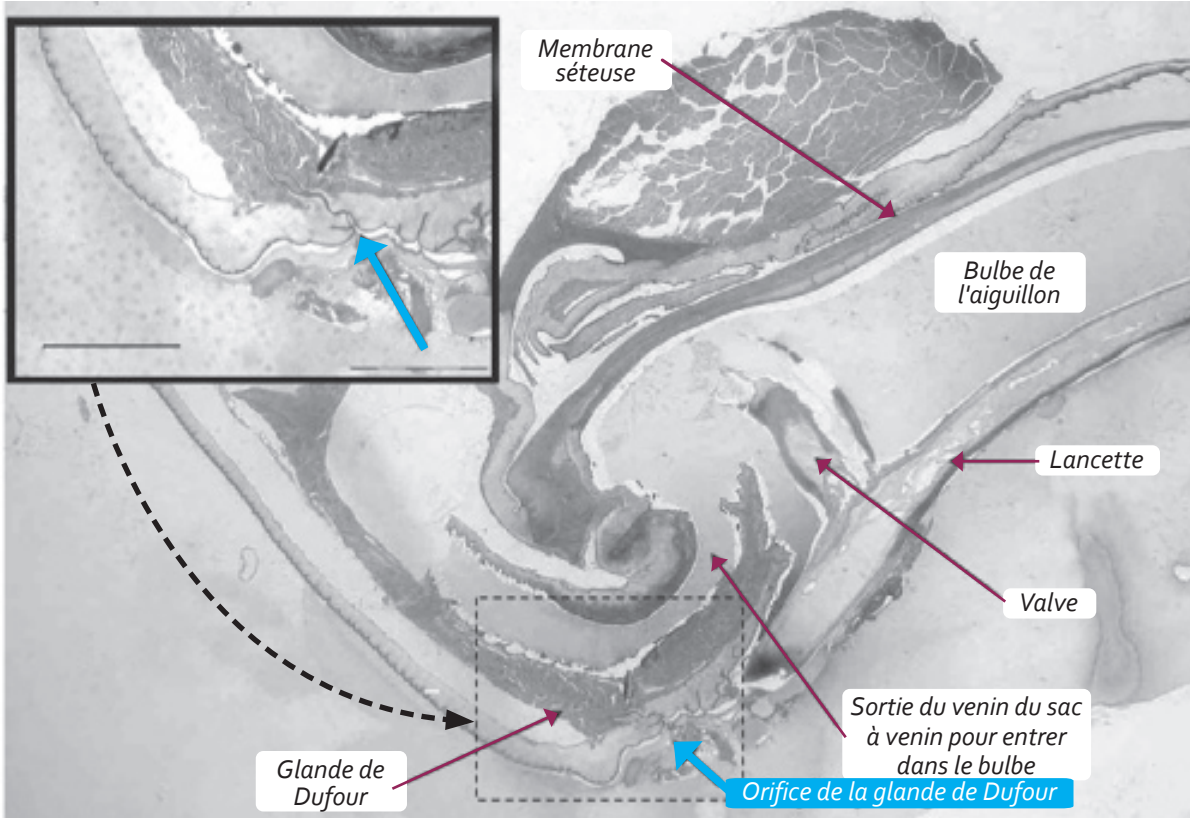 Membrane
séteuse
Bulbe de
l'aiguillon
Lancette
Valve
Sortie du venin du sac
à venin pour entrer
dans le bulbe
Glande de
Dufour
Orifice de la glande de Dufour